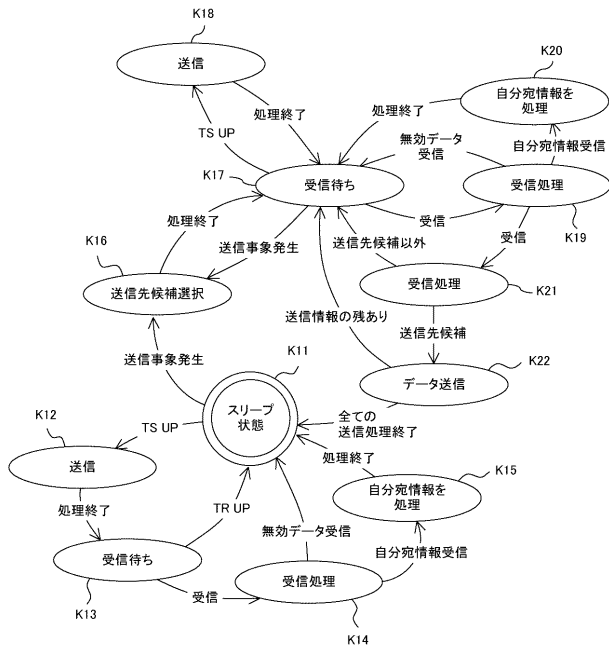 K18
送信
処理終了
TS UP
K20
自分宛情報を
処理
処理終了
自分宛情報受信
無効データ
受信
K17
受信待ち
受信処理
K19
受信
受信
処理終了
送信事象発生
送信先候補以外
K16
送信先候補選択
受信処理
K21
送信情報の残あり
送信先候補
送信事象発生
K11
K22
データ送信
スリープ
状態
全ての
送信処理終了
K12
TS UP
送信
処理終了
K15
自分宛情報を
処理
処理終了
TR UP
無効データ受信
自分宛情報受信
受信待ち
K13
受信
受信処理
K14